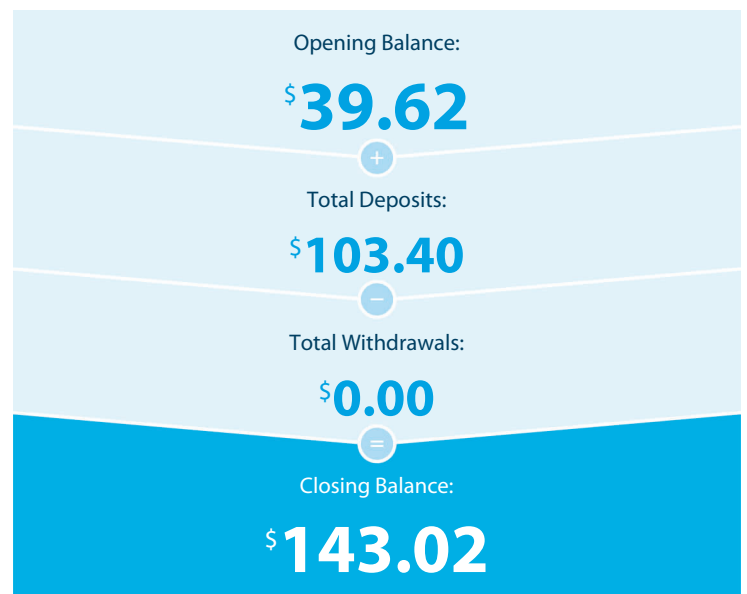 Opening Balance:
$39.62
+
Total Deposits:
$103.40
−
Total Withdrawals:
$0.00
=
Closing Balance:
$143.02